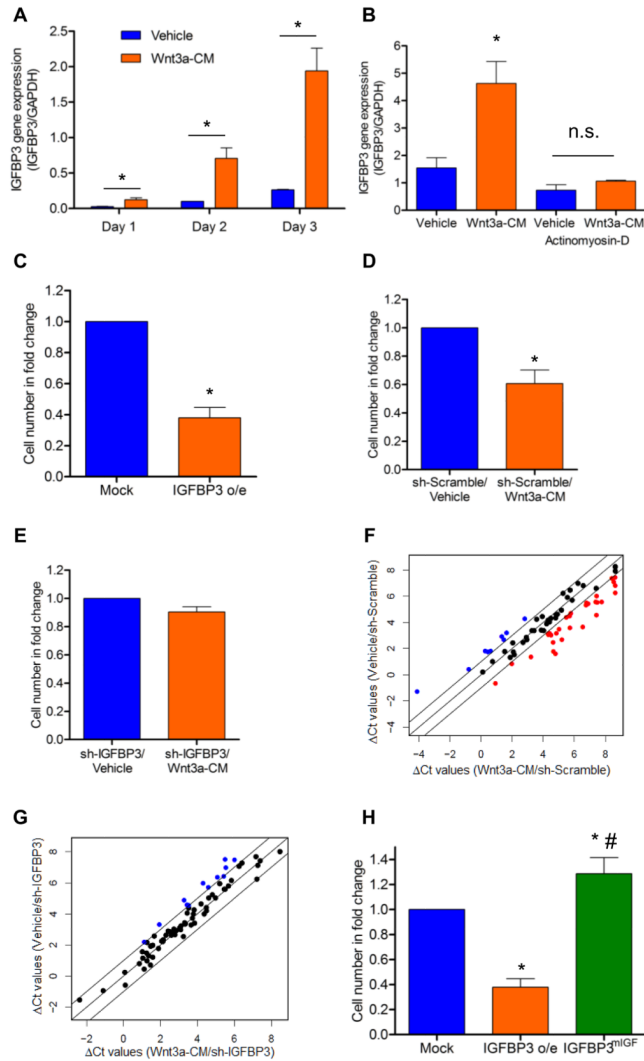 A
IGFBP3 gene expression
(IGFBP3/GAPDH)
2.5
2.0
1.5
1.0
0.5
0.0
Vehicle
Wnt3a-CM
*
*
*
Day 1 Day 2 Day 3
B
IGFBP3 gene expression
(IGFBP3/GAPDH)
6
5
4
2
1
0
*
n.s.
Vehicle Wnt3a-CM Vehicle Wnt3a-CM
Actinomyosin-D
C
Cell number in fold change
1.2
1.0
0.8
0.6
0.4
0.2
0.0
*
Mock IGFBP3 o/e
D
Cell number in fold change
1.2
1.0
0.8
0.6
0.4
0.2
0.0
*
sh-Scramble/ sh-Scramble/
Vehicle Wnt3a-CM
E
Cell number in fold change
1.2
1.0
0.8
0.6
0.4
0.2
0.0
sh-IGFBP3/ sh-IGFBP3/
Vehicle Wnt3a-CM
F
ΔCt values (Vehicle/sh-Scramble)
8
6
4
2
0
-2
-4
-4 -2 0 2 4 6 8
ΔCt values (Wnt3a-CM/sh-Scramble)
G
ΔCt values (Vehicle/sh-IGFBP3)
8
6
4
2
0
-2
-2 0 2 4 6 8
ΔCt values (Wnt3a-CM/sh-IGFBP3)
H
Cell number in fold change
1.4
1.2
1.0
0.8
0.6
0.4
0.2
0.0
*
* #
Mock IGFBP3 o/e IGFBP3mIGF